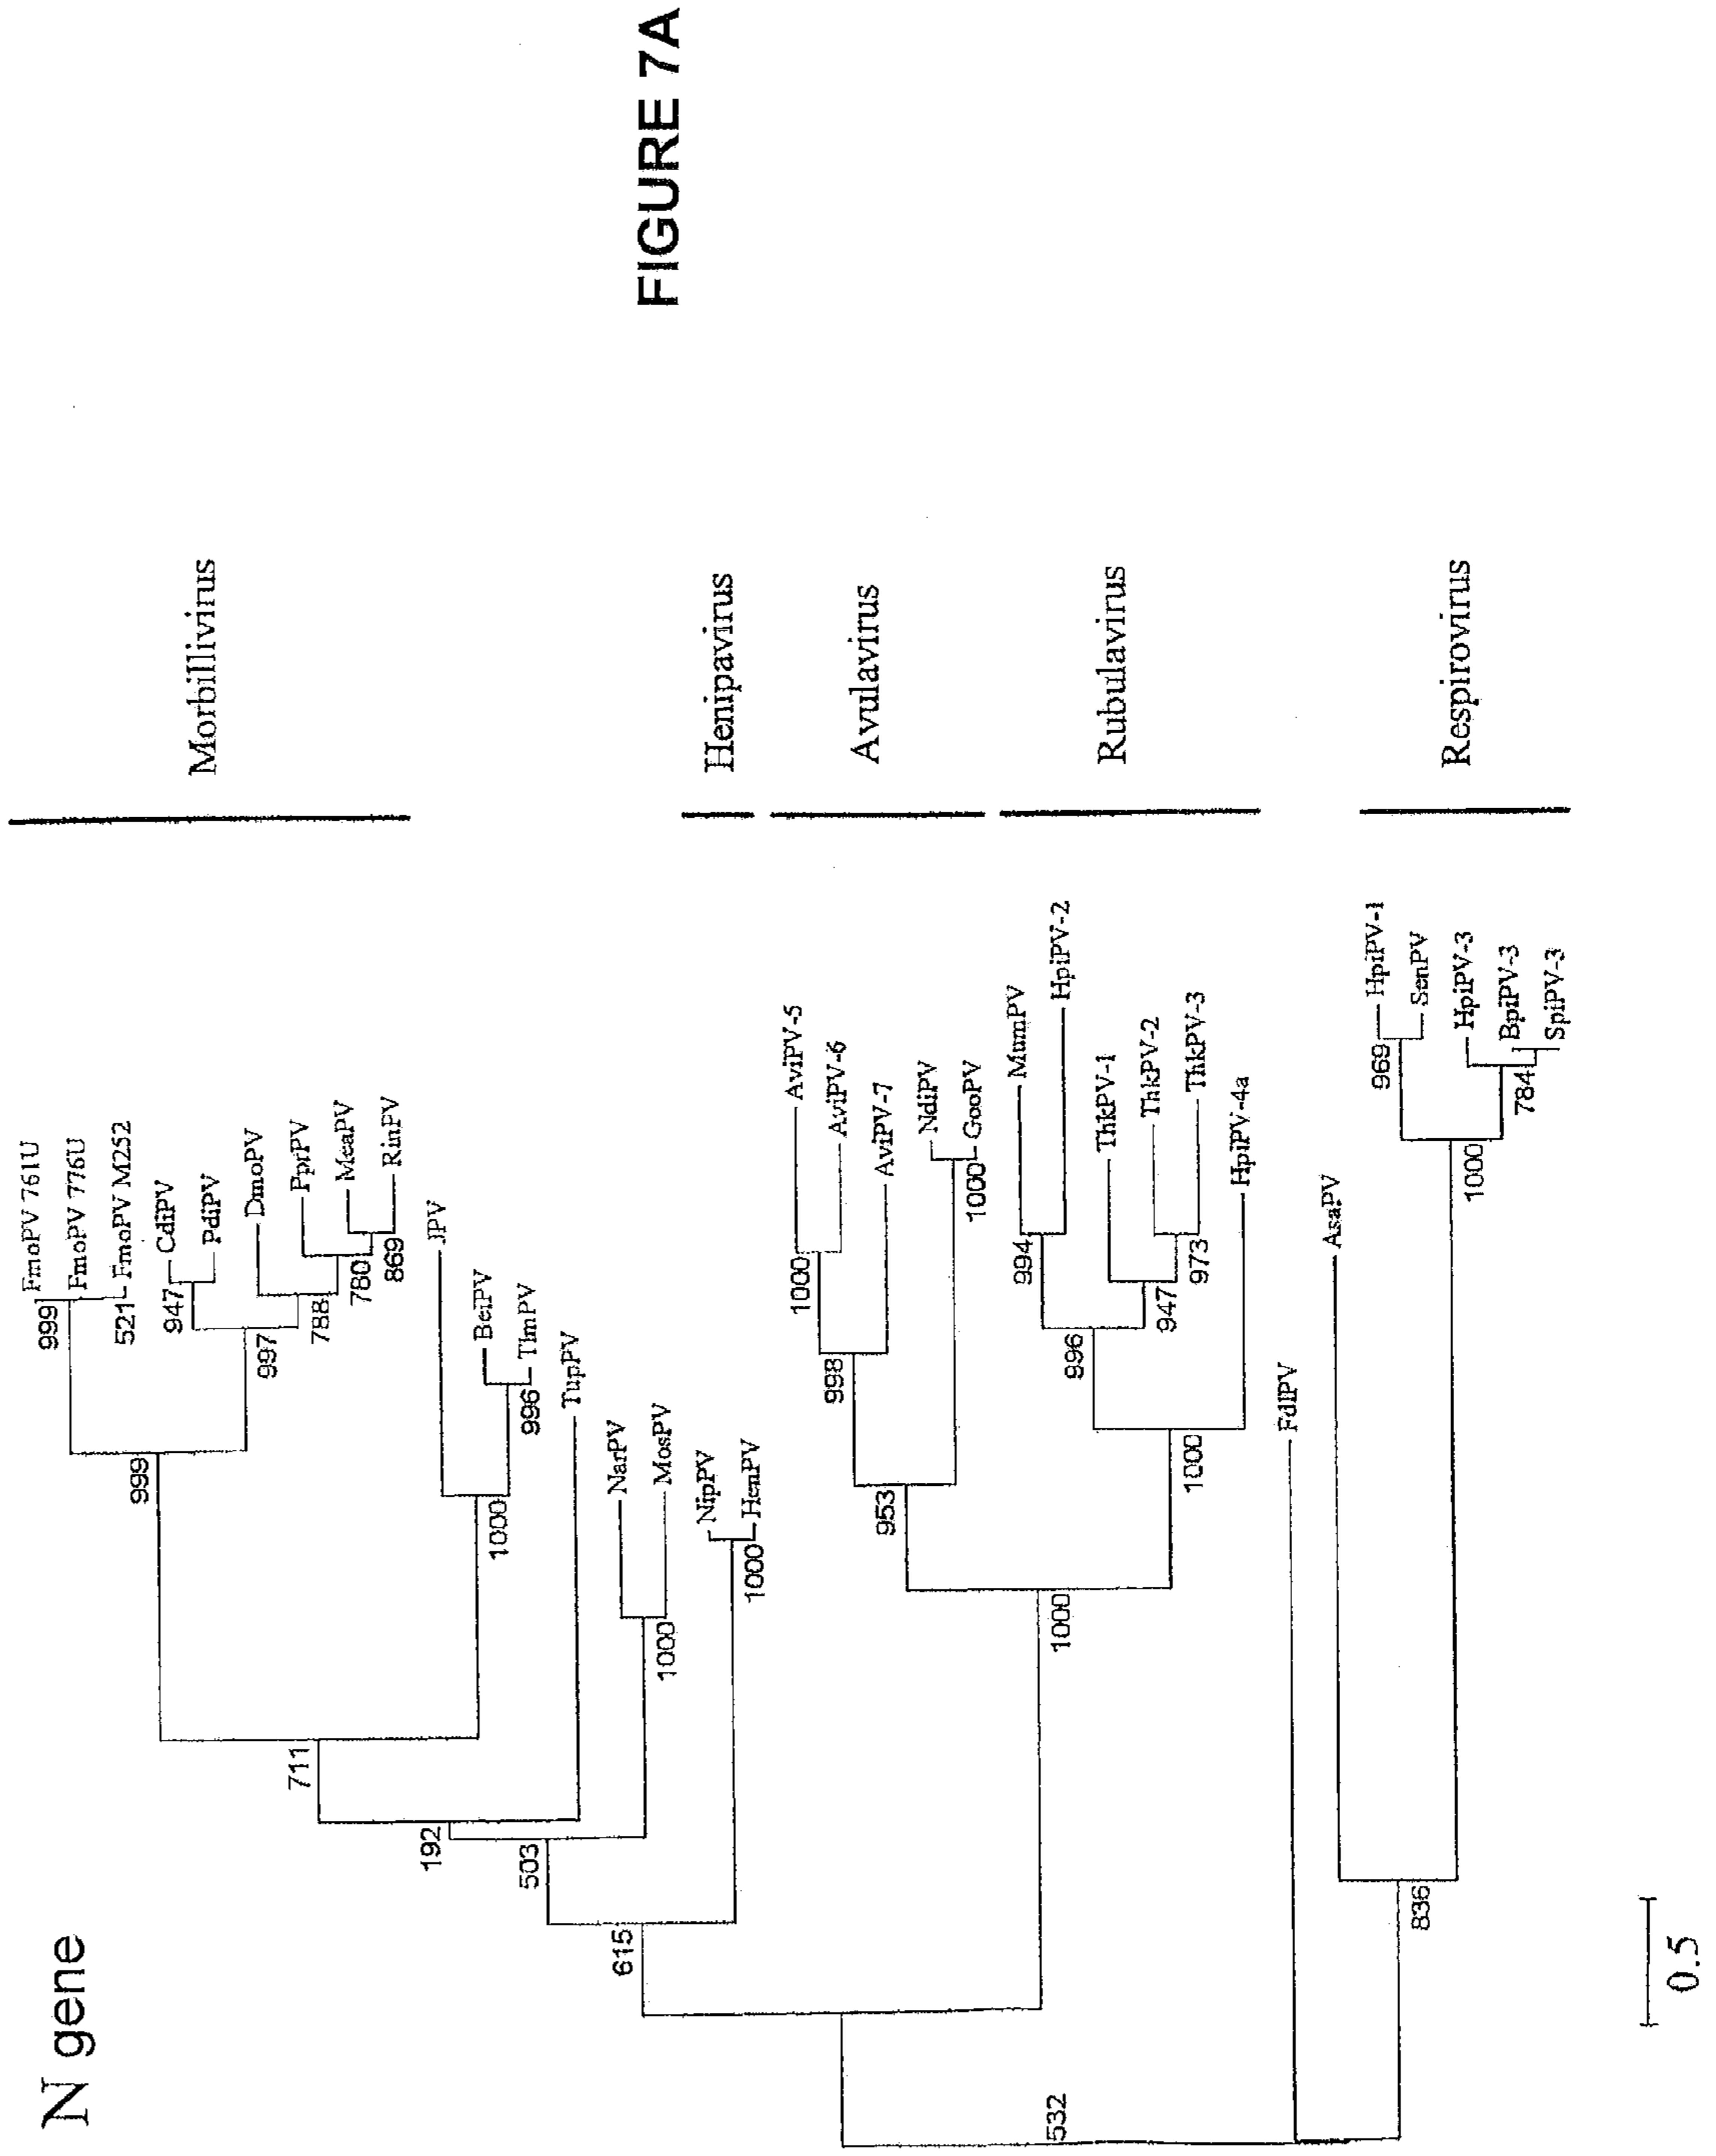 N gene
FmoPV 761U
999
FmoPV 776U
FmoPV M252
521
CdiPV
947
PdiPV
997
999
DmoPV
788
PprPV
780
MeaPV
869
RinPV
JPV
711
BeiPV
1000
TlmPV
996
TupPV
192
NarPV
503
MosPV
1000
NipPV
615
HenPV
1000
AviPV-5
1000
AviPV-6
998
AviPV-7
953
NdiPV
GooPV
1000
1000
MumPV
994
HpiPV-2
996
ThkPV-1
947
ThkPV-2
ThkPV-3
973
1000
HpiPV-4a
532
FdlPV
AsaPV
836
HpiPV-1
969
SenPV
1000
HpiPV-3
BpiPV-3
784
SpiPV-3
Morbillivirus
Henipavirus
Avulavirus
Rubulavirus
Respirovirus
0.5
FIGURE 7A